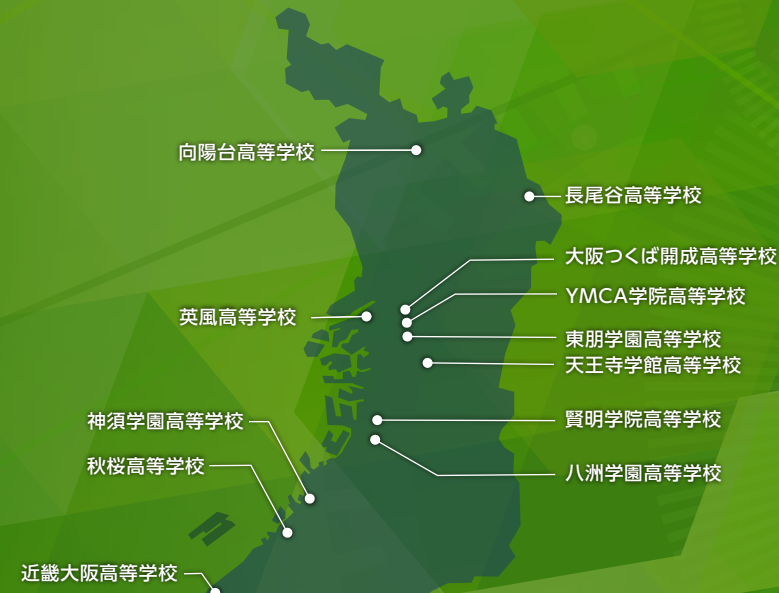 向陽台高等学校
長尾谷高等学校
大阪つくば開成高等学校
YMCA学院高等学校
英風高等学校
東朋学園高等学校
天王寺学館高等学校
賢明学院高等学校
神須学園高等学校
秋桜高等学校
八洲学園高等学校
近畿大阪高等学校